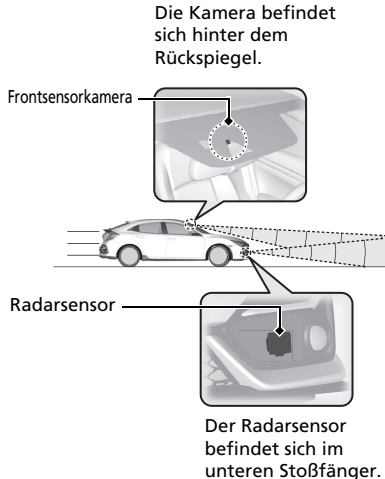 Die Kamera befindet
sich hinter dem
Rückspiegel.
Frontsensorkamera
Radarsensor
Der Radarsensor
befindet sich im
unteren Stoßfänger.